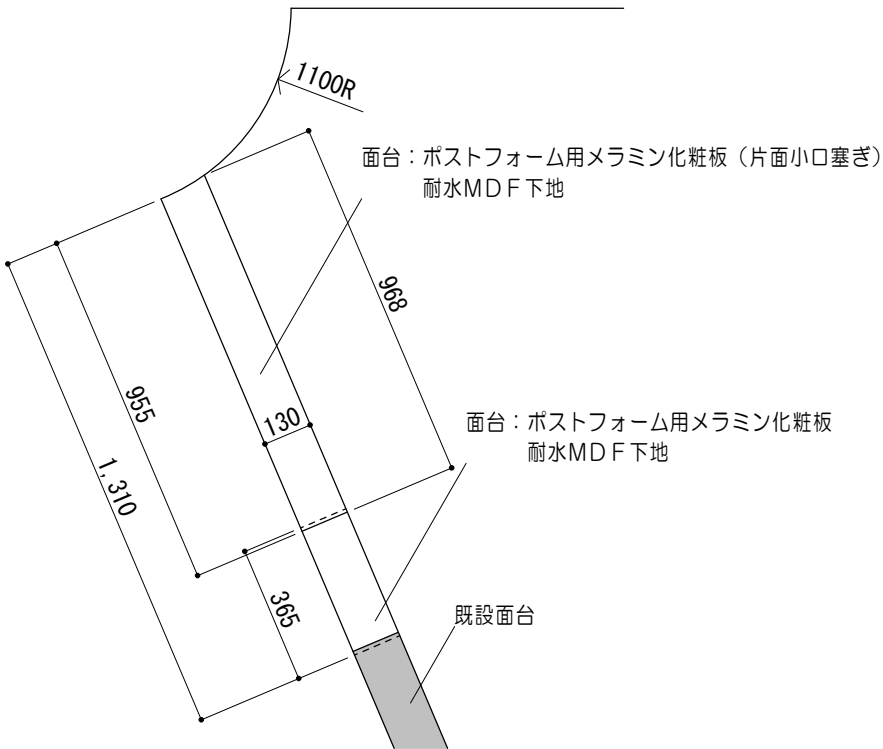 1100R
面台：ポストフォーム用メラミン化粧板（片面小口塞ぎ）
耐水MDF下地
968
955
130
面台：ポストフォーム用メラミン化粧板
耐水MDF下地
1,310
365
既設面台